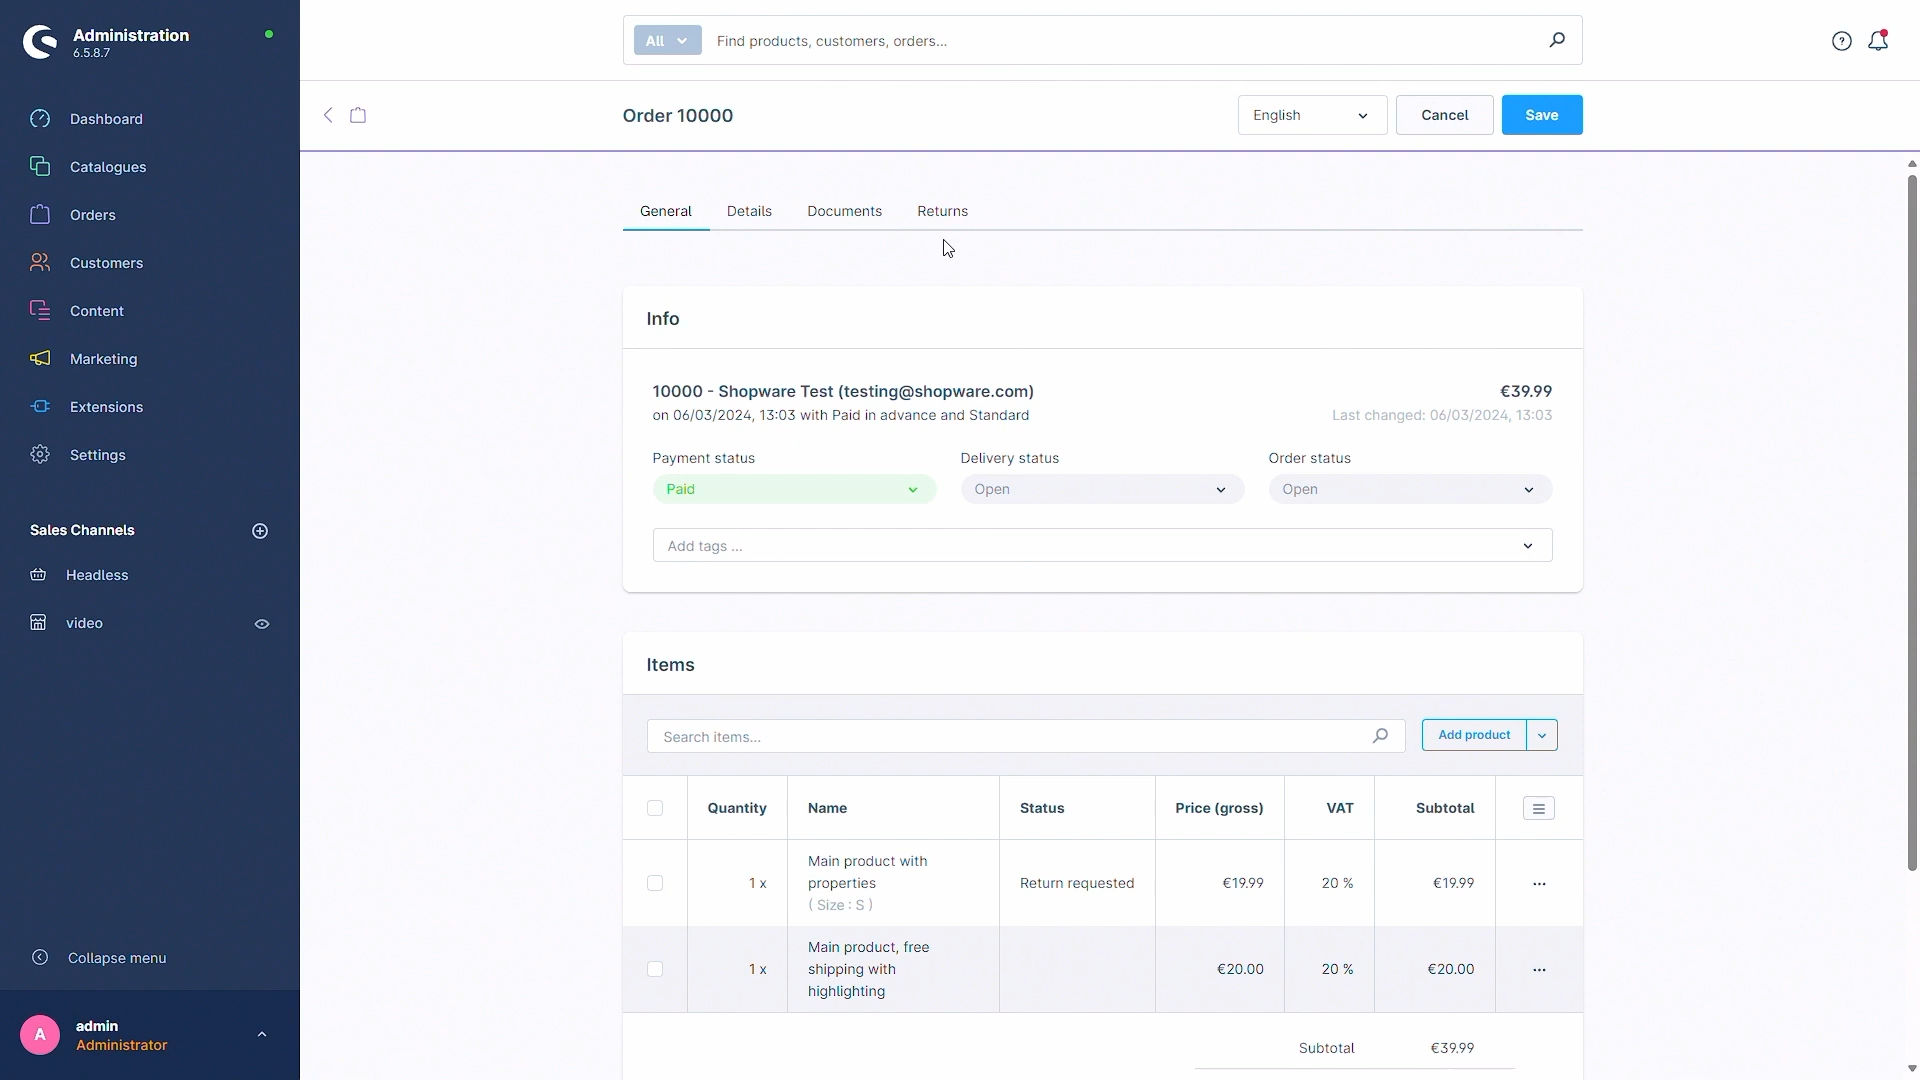 Administration
6.5.8.7
Dashboard
Catalogues
Orders
Customers
Content
Marketing
Extensions
Settings
Sales Channels
Headless
video
Collapse menu
A
admin
Administrator
All
Find products, customers, orders...
Order 10000
English
Cancel
Save
General
Details
Documents
Returns
Info
10000 - Shopware Test (testing@shopware.com)
€39.99
on 06/03/2024, 13:03 with Paid in advance and Standard
Last changed: 06/03/2024, 13:03
Payment status
Delivery status
Order status
Paid
Open
Open
Add tags ...
Items
Search items...
Add product
Quantity
Name
Status
Price (gross)
VAT
Subtotal
1 x
Main product with
properties
( Size : S )
Return requested
€19.99
20 %
€19.99
1 x
Main product, free
shipping with
highlighting
€20.00
20 %
€20.00
Subtotal
€39.99